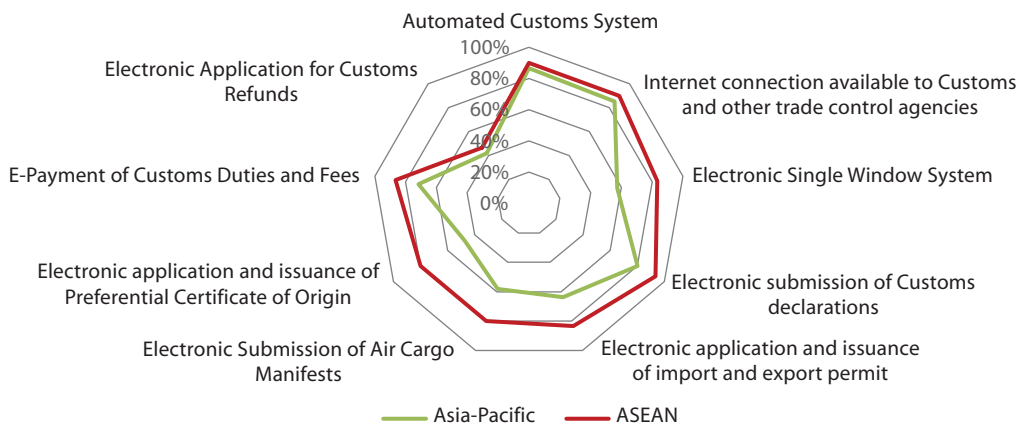 Automated Customs System
100%
80%
60%
40%
20%
0%
Internet connection available to Customs
and other trade control agencies
Electronic Single Window System
Electronic submission of Customs
declarations
Electronic application and issuance
of import and export permit
Electronic Submission of Air Cargo
Manifests
Electronic application and issuance of
Preferential Certificate of Origin
E-Payment of Customs Duties and Fees
Electronic Application for Customs
Refunds
Asia-Pacific
ASEAN